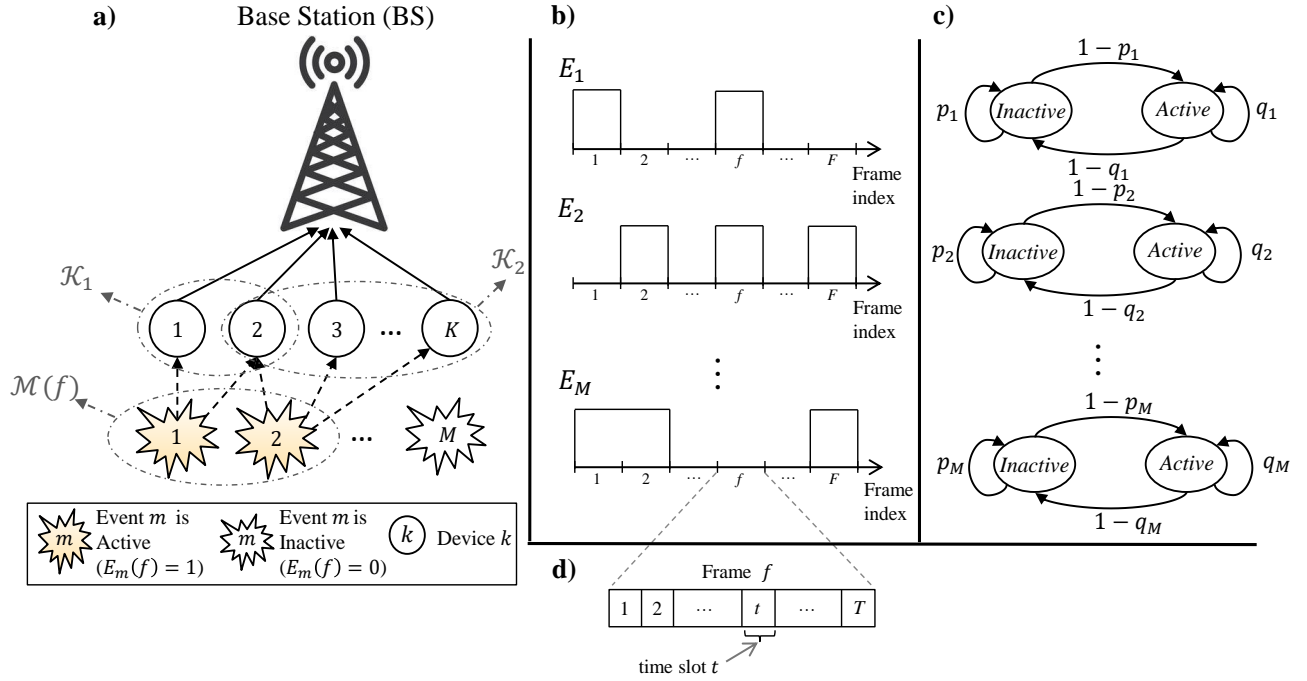 a)
Base Station (BS)
𝒦₁
𝒦₂
1
2
3
...
K
ℳ(f)
1
2
...
M
m
Event m is
Active
(E_m(f) = 1)
m
Event m is
Inactive
(E_m(f) = 0)
k
Device k
b)
E₁
1 2 ... f ... F
Frame
index
E₂
1 2 ... f ... F
Frame
index
⋮
E_M
1 2 ... f ... F
Frame
index
c)
1 − p₁
p₁ Inactive Active q₁
1 − q₁
1 − p₂
p₂ Inactive Active q₂
1 − q₂
⋮
1 − p_M
p_M Inactive Active q_M
1 − q_M
d)
Frame f
1 2 ... t ... T
time slot t